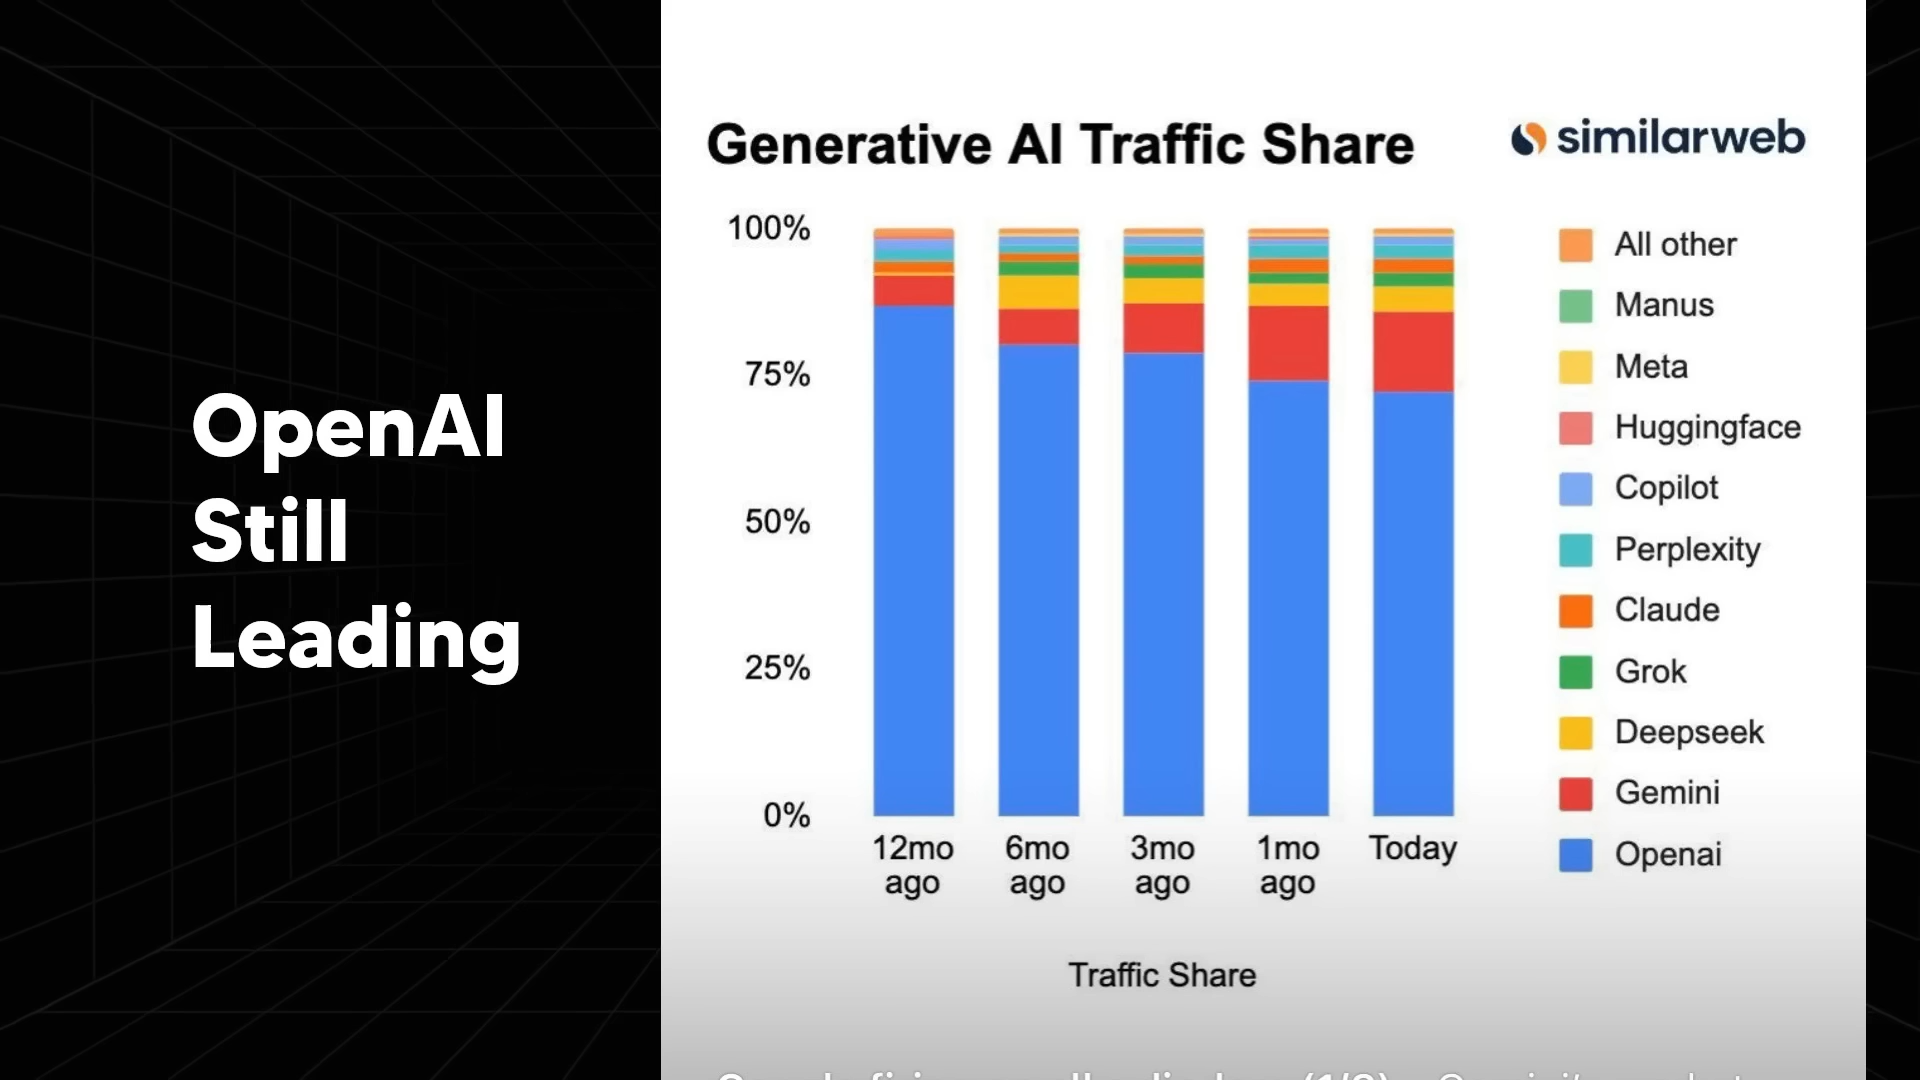 OpenAI
Still
Leading
Generative AI Traffic Share
similarweb
100%
75%
50%
25%
0%
12mo
ago
6mo
ago
3mo
ago
1mo
ago
Today
Traffic Share
All other
Manus
Meta
Huggingface
Copilot
Perplexity
Claude
Grok
Deepseek
Gemini
Openai